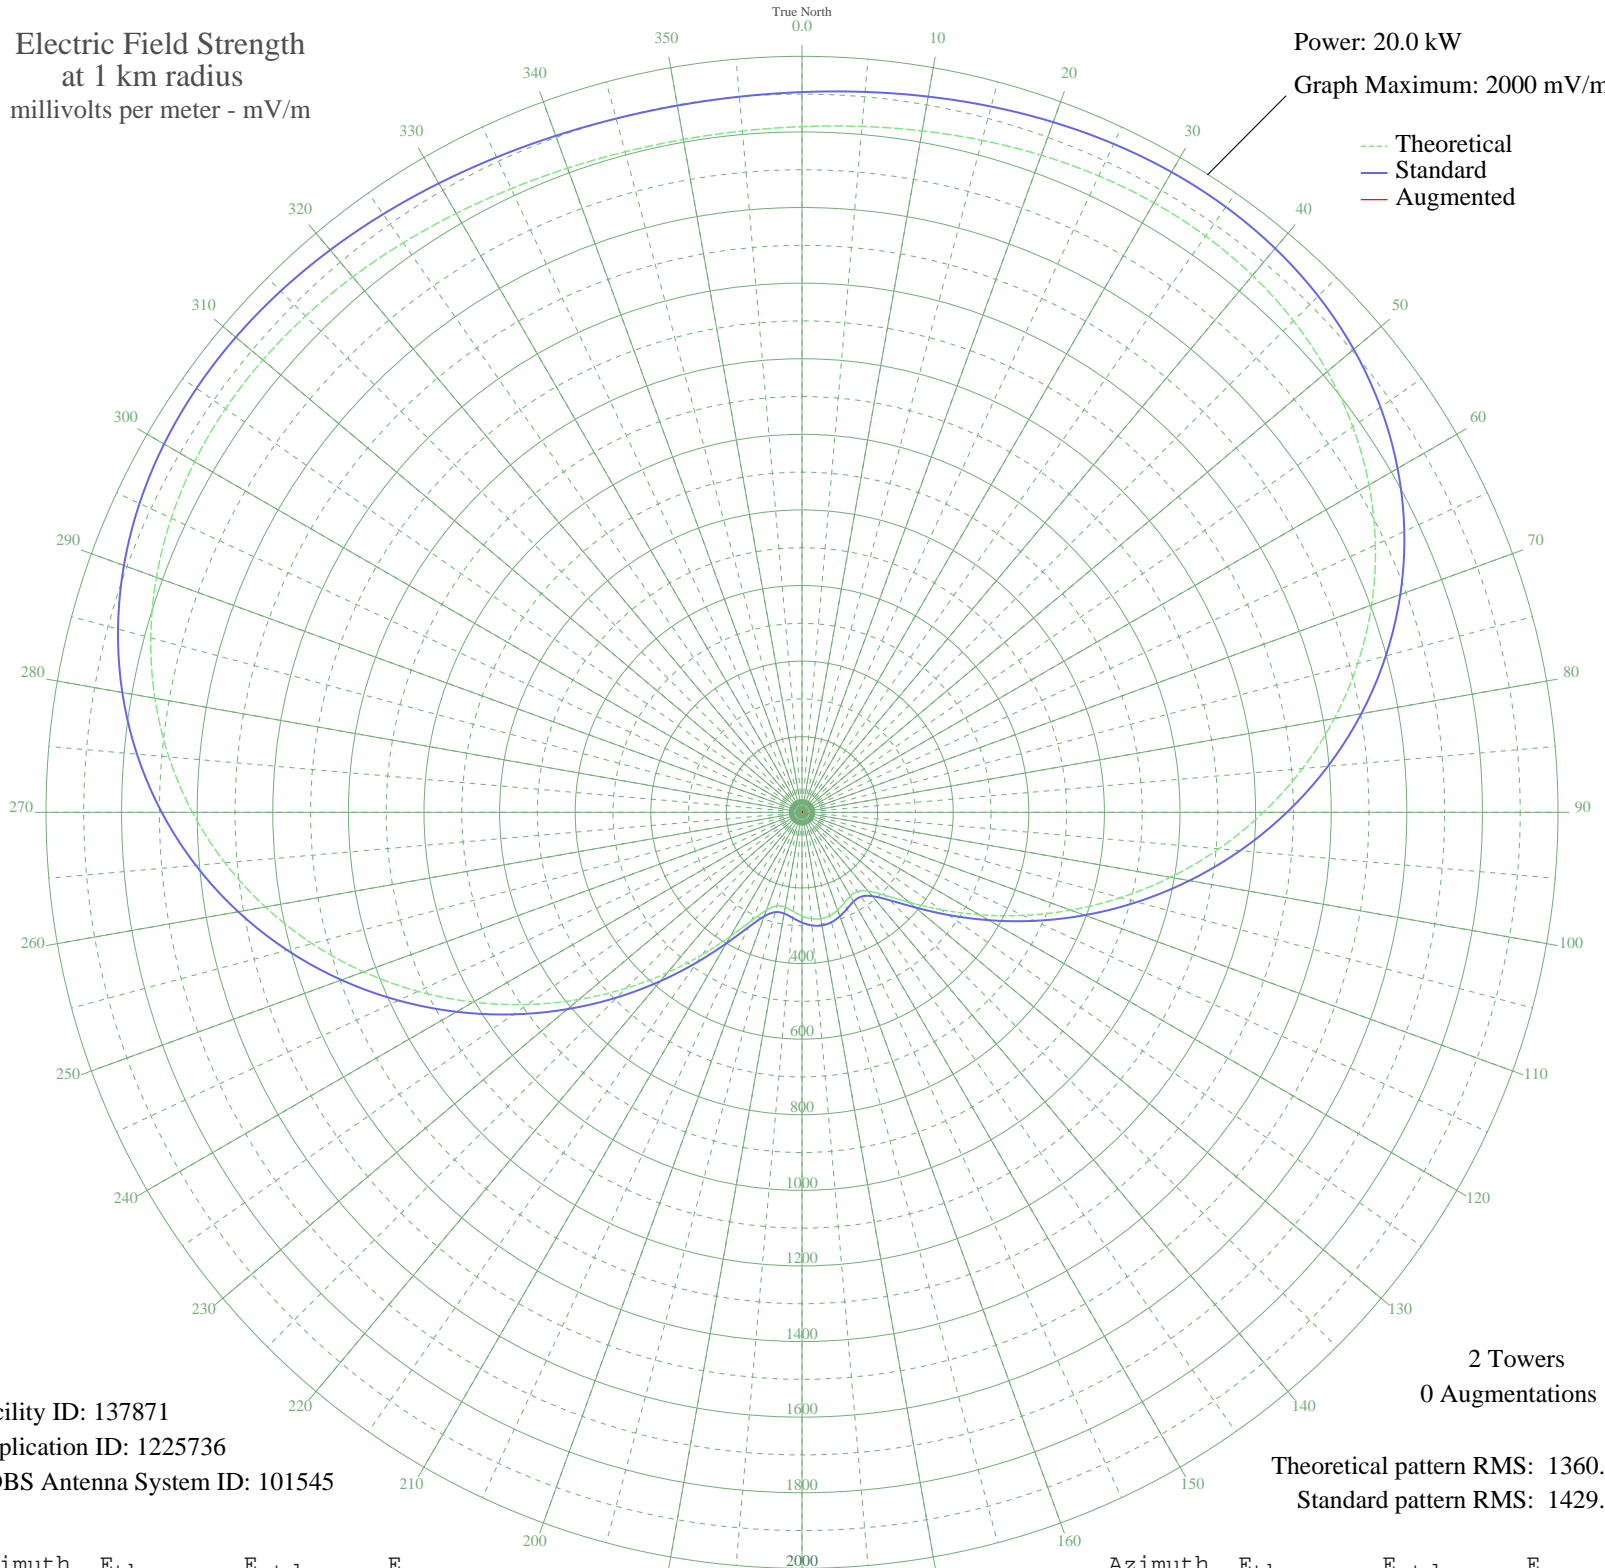 True North
0.0
Electric Field Strength
at 1 km radius
millivolts per meter - mV/m
Power: 20.0 kW
Graph Maximum: 2000 mV/m
Theoretical
Standard
Augmented
10
20
30
40
50
60
70
80
90
100
110
120
130
140
150
160
200
210
220
230
240
250
260
270
280
290
300
310
320
330
340
350
400
600
800
1000
1200
1400
1600
1800
2000
2 Towers
0 Augmentations
cility ID: 137871
plication ID: 1225736
DBS Antenna System ID: 101545
Theoretical pattern RMS: 1360.
Standard pattern RMS: 1429.
imuth E E E
Azimuth E E E